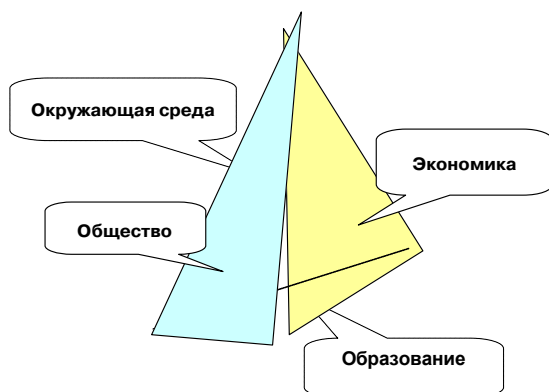 Окружающая среда
Экономика
Общество
Образование